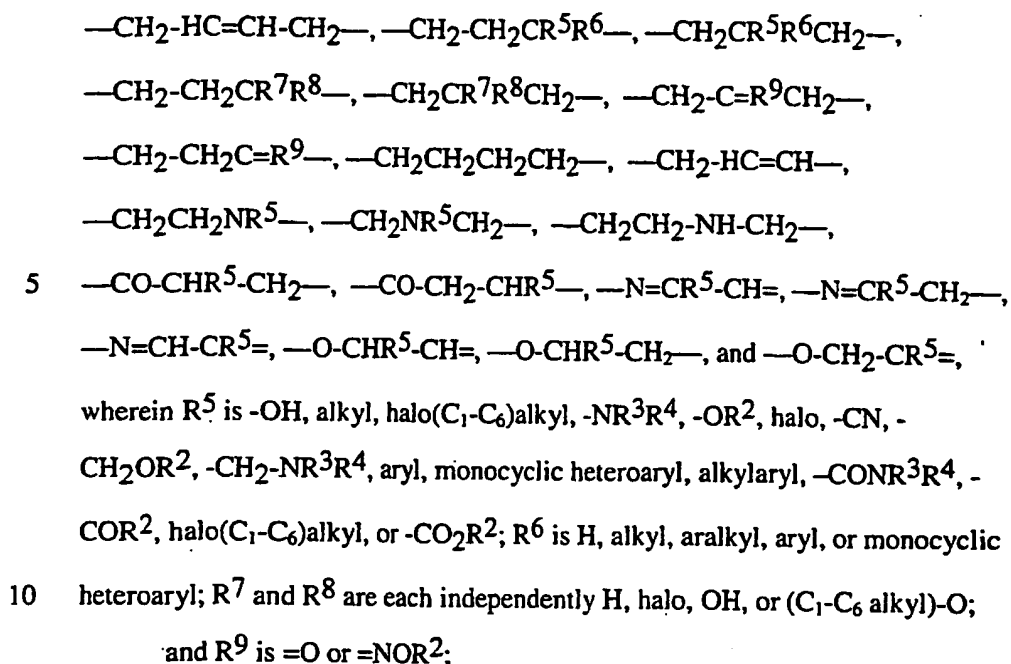 —CH₂-HC=CH-CH₂—, —CH₂-CH₂CR⁵R⁶—, —CH₂CR⁵R⁶CH₂—,
—CH₂-CH₂CR⁷R⁸—, —CH₂CR⁷R⁸CH₂—, —CH₂-C=R⁹CH₂—,
—CH₂-CH₂C=R⁹—, —CH₂CH₂CH₂CH₂—, —CH₂-HC=CH—,
—CH₂CH₂NR⁵—, —CH₂NR⁵CH₂—, —CH₂CH₂-NH-CH₂—,
5 —CO-CHR⁵-CH₂—, —CO-CH₂-CHR⁵—, —N=CR⁵-CH=, —N=CR⁵-CH₂—,
—N=CH-CR⁵=, —O-CHR⁵-CH=, —O-CHR⁵-CH₂—, and —O-CH₂-CR⁵=,
wherein R⁵ is -OH, alkyl, halo(C₁-C₆)alkyl, -NR³R⁴, -OR², halo, -CN, -
CH₂OR², -CH₂-NR³R⁴, aryl, monocyclic heteroaryl, alkylaryl, –CONR³R⁴, -
COR², halo(C₁-C₆)alkyl, or -CO₂R²; R⁶ is H, alkyl, aralkyl, aryl, or monocyclic
10 heteroaryl; R⁷ and R⁸ are each independently H, halo, OH, or (C₁-C₆ alkyl)-O;
and R⁹ is =O or =NOR²;